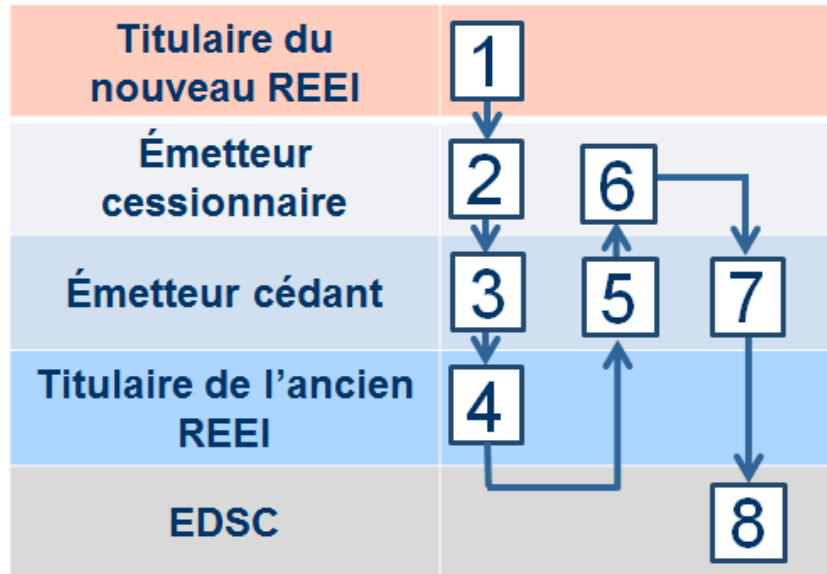 Titulaire du
nouveau REEI
1
Émetteur
cessionnaire
2
6
Émetteur cédant
3
5
7
Titulaire de l'ancien
REEI
4
EDSC
8